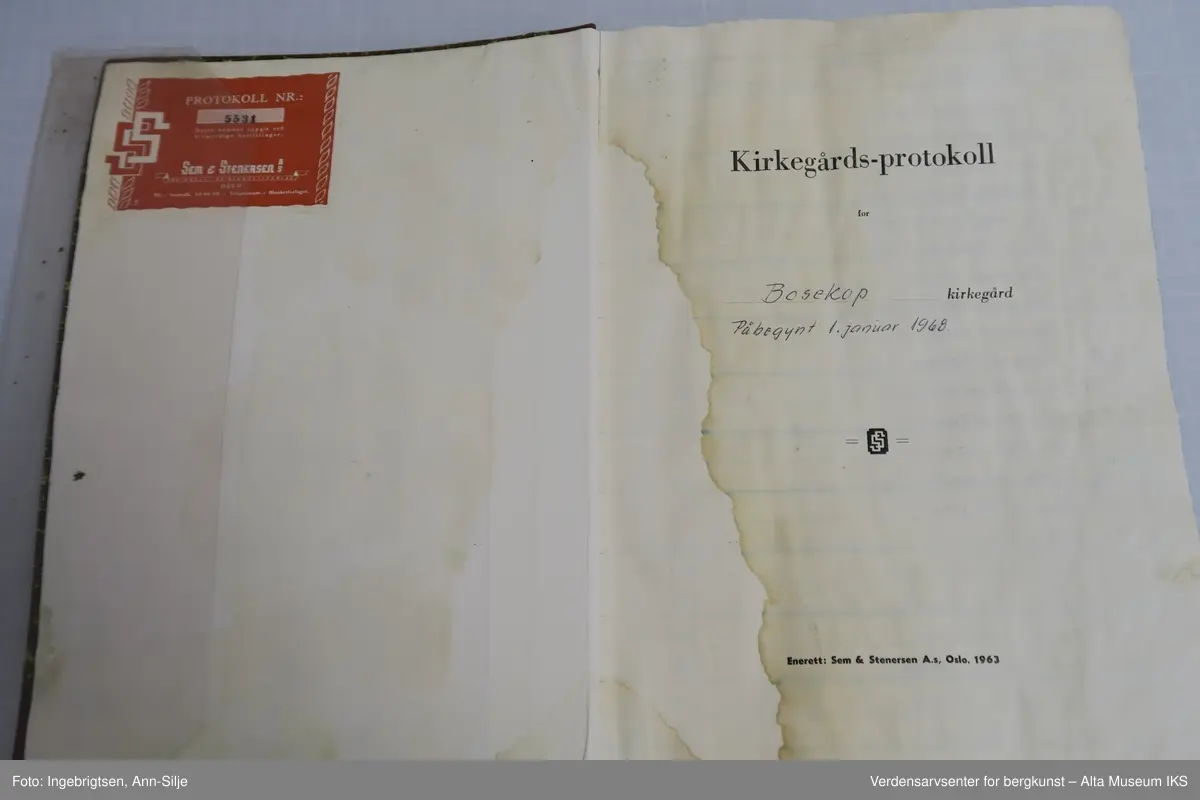 PROTOKOLL NR.:
5531
Sem & Stenersen A/S
OSLO
Kirkegårds-protokoll
for
Bosekop kirkegård
Påbegynt 1. januar 1968
Enerett: Sem & Stenersen A.s, Oslo. 1963
Foto: Ingebrigtsen, Ann-Silje
Verdensarvsenter for bergkunst – Alta Museum IKS